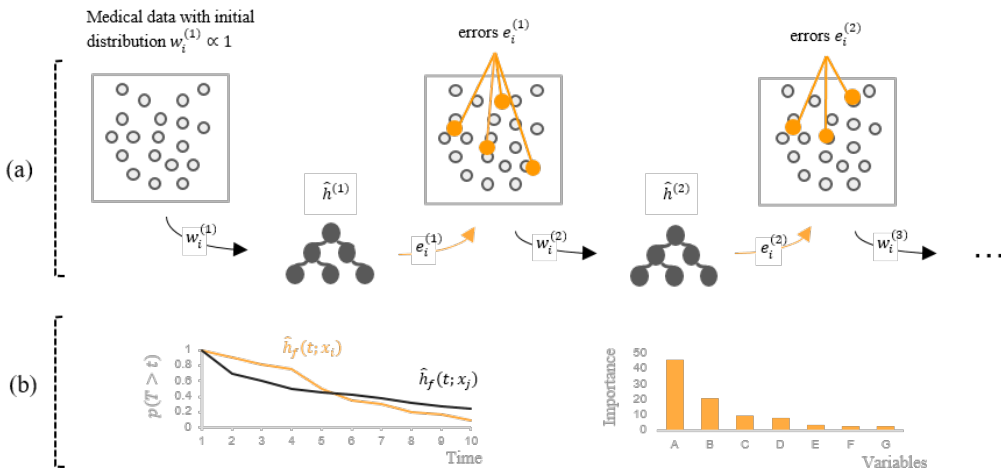 Medical data with initial
distribution w_i^{(1)} ∝ 1
errors e_i^{(1)}
errors e_i^{(2)}
(a)
ĥ^{(1)}
ĥ^{(2)}
w_i^{(1)}
e_i^{(1)}
w_i^{(2)}
e_i^{(2)}
w_i^{(3)}
...
(b)
p(T > t)
1
0.8
0.6
0.4
0.2
0
1 2 3 4 5 6 7 8 9 10
Time
ĥ_f(t; x_i)
ĥ_f(t; x_j)
Importance
50
40
30
20
10
0
A B C D E F G
Variables